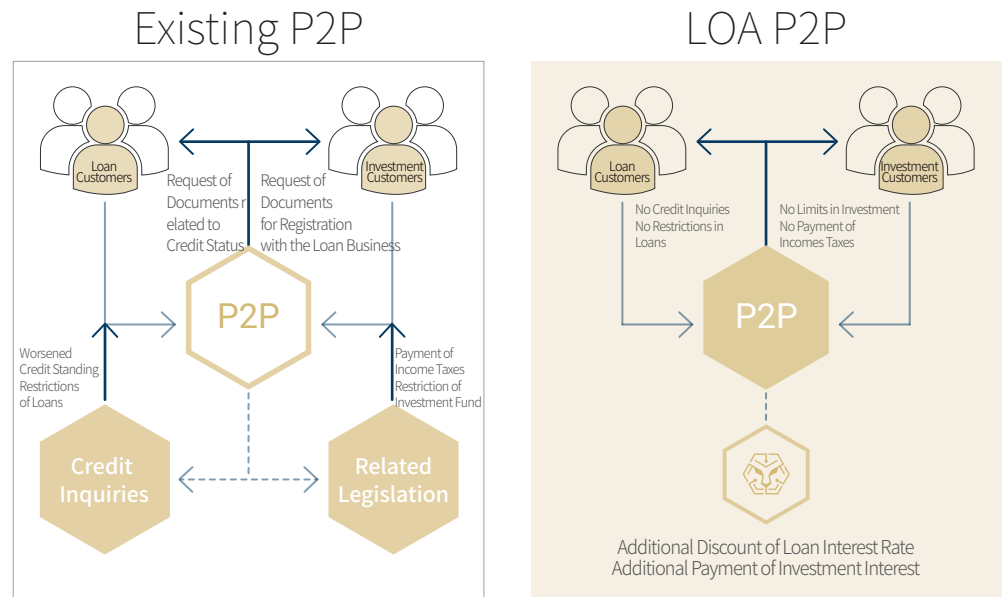 Existing P2P
Loan
Customers
Investment
Customers
Request of
Documents r
elated to
Credit Status
Request of
Documents
for Registration
with the Loan Business
P2P
Worsened
Credit Standing
Restrictions
of Loans
Payment of
Income Taxes
Restriction of
Investment Fund
Credit
Inquiries
Related
Legislation
LOA P2P
Loan
Customers
Investment
Customers
No Credit Inquiries
No Restrictions in
Loans
No Limits in Investment
No Payment of
Incomes Taxes
P2P
Additional Discount of Loan Interest Rate
Additional Payment of Investment Interest